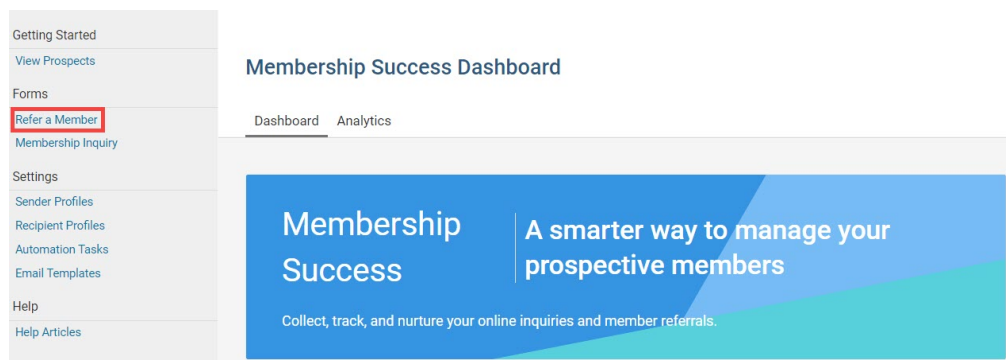 Getting Started
View Prospects
Forms
Refer a Member
Membership Inquiry
Settings
Sender Profiles
Recipient Profiles
Automation Tasks
Email Templates
Help
Help Articles
Membership Success Dashboard
Dashboard Analytics
Membership
Success
A smarter way to manage your
prospective members
Collect, track, and nurture your online inquiries and member referrals.